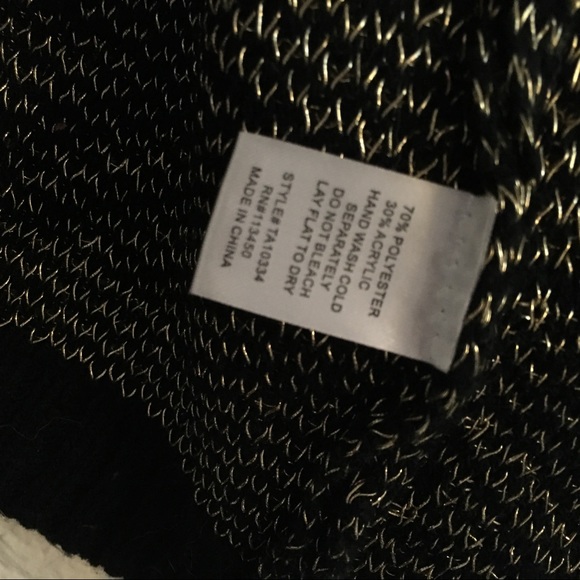 70% POLYESTER
30% ACRYLIC
HAND WASH COLD
SEPARATELY
DO NOT BLEACH
LAY FLAT TO DRY
STYLE# TA10334
RN#113450
MADE IN CHINA